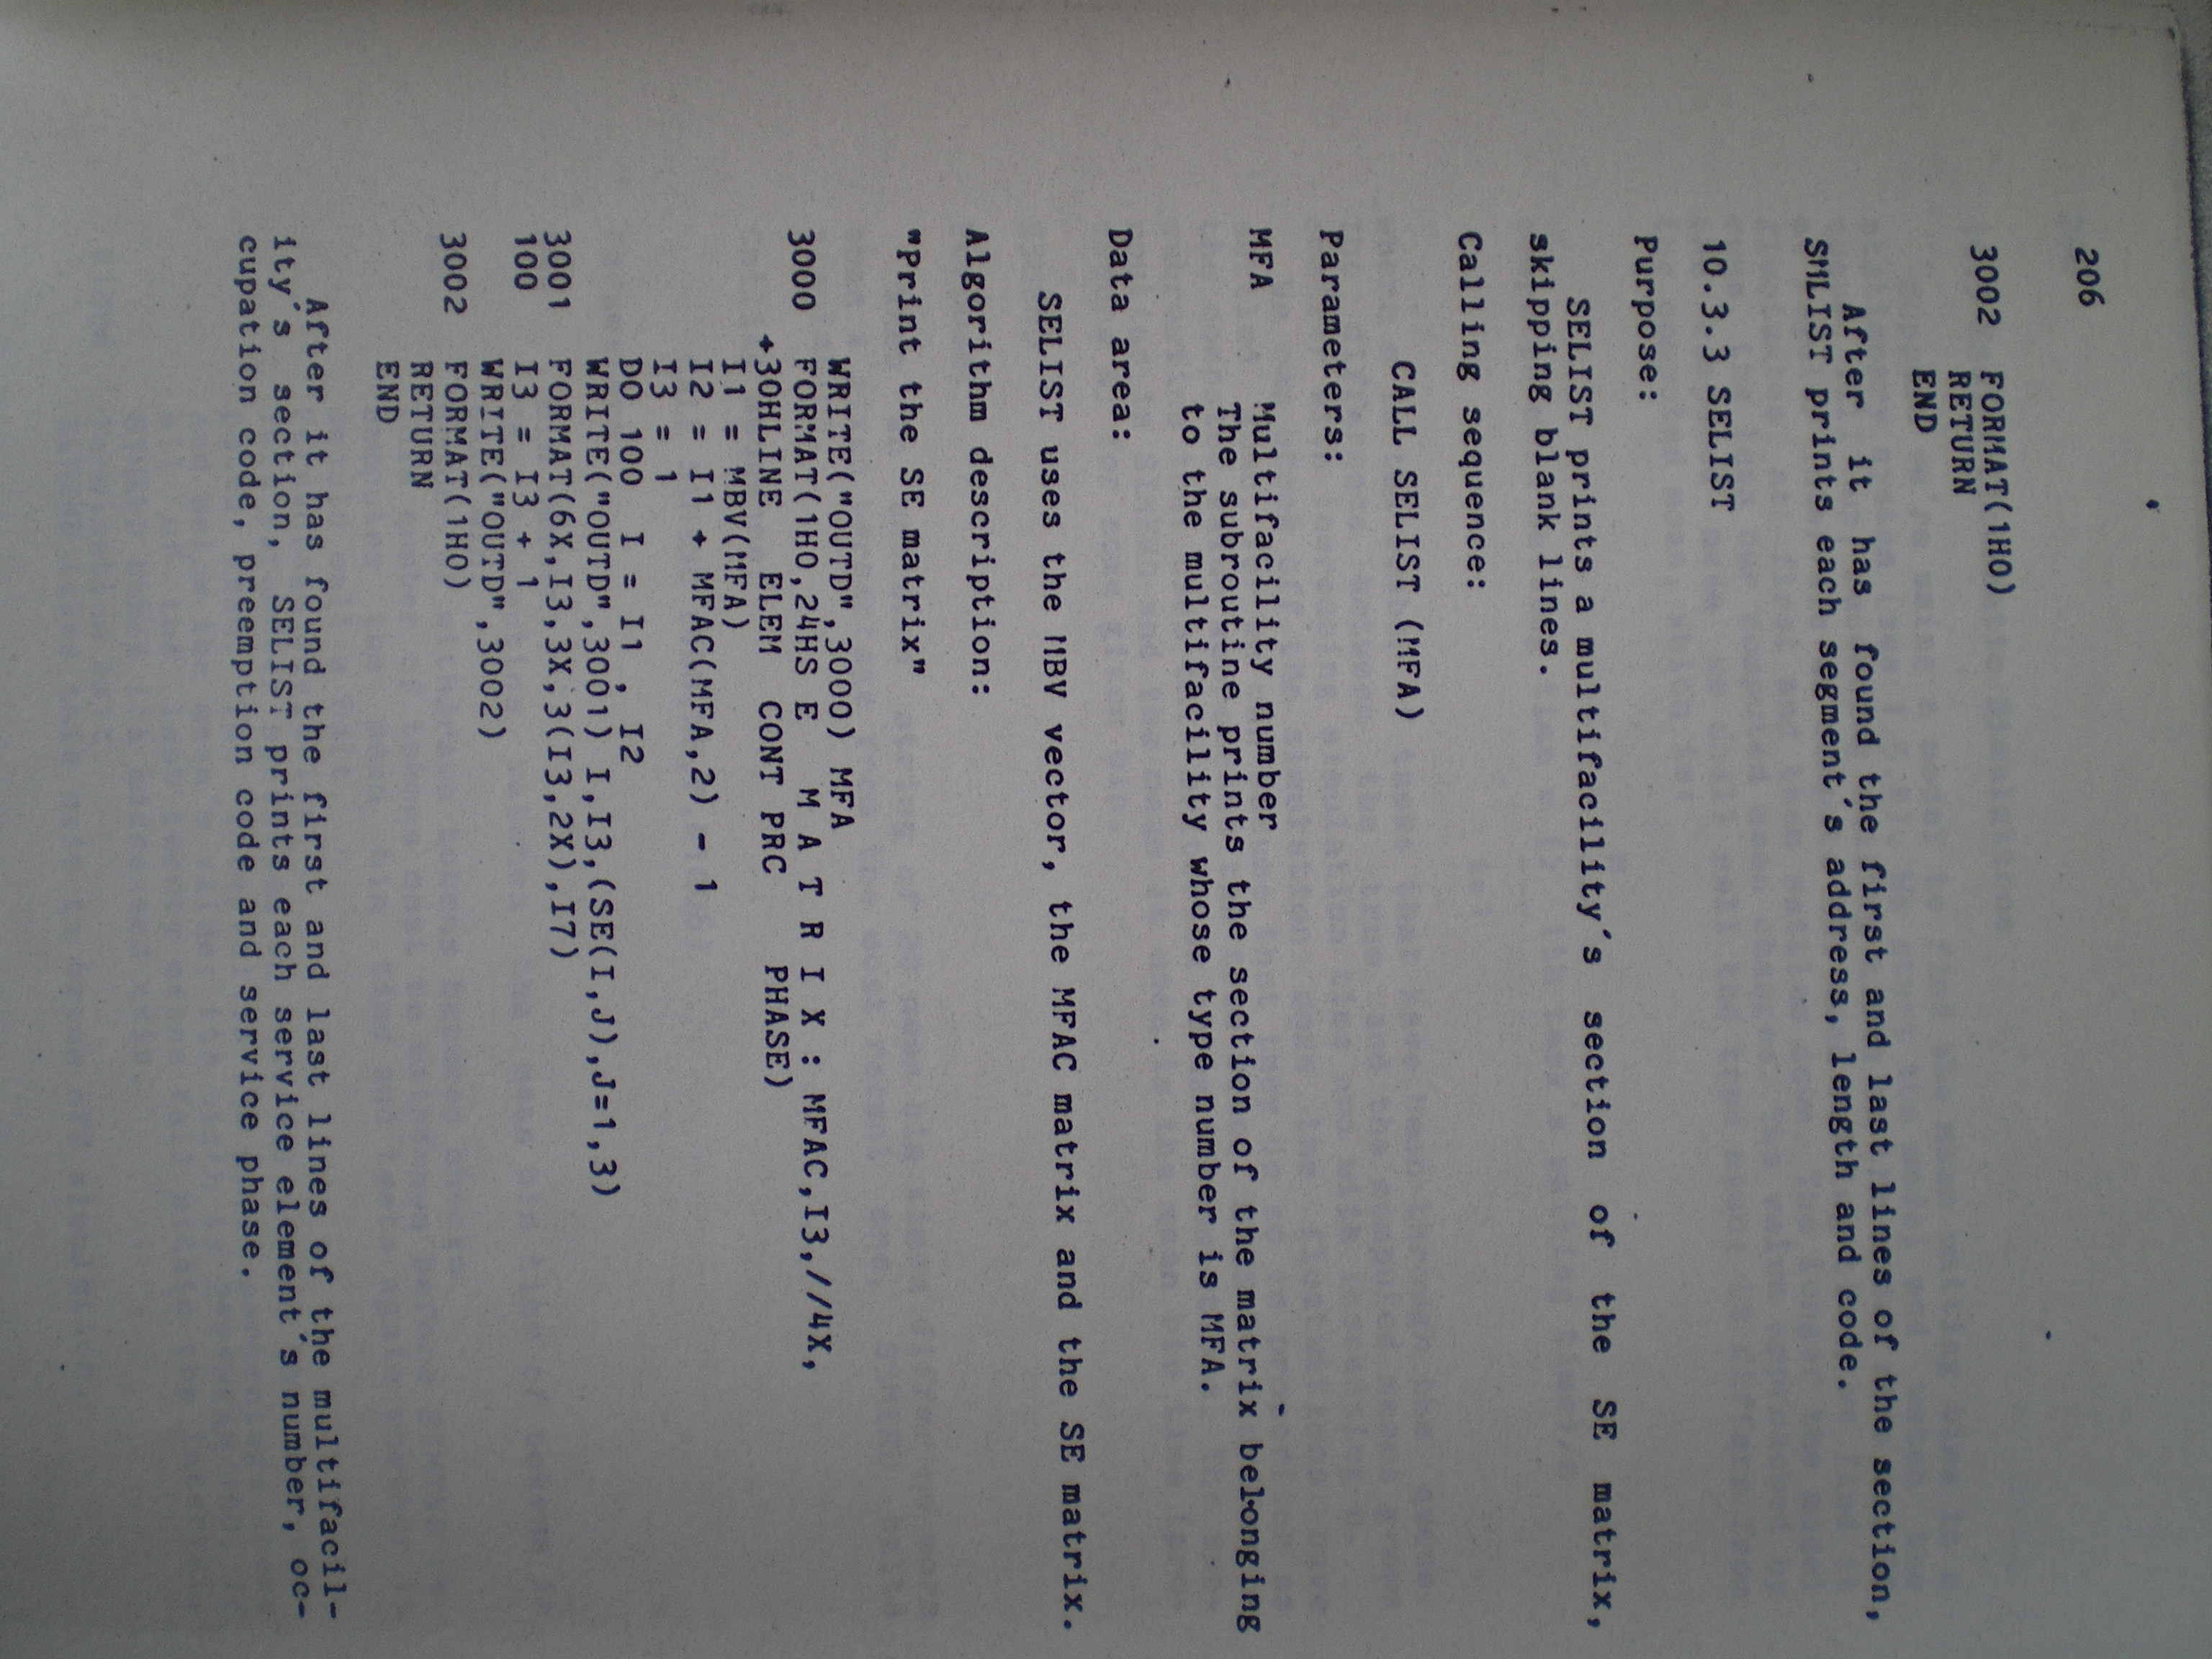 206
3002  FORMAT(1H0)
      RETURN
      END
   After it has found the first and last lines of the section,
SMLIST prints each segment's address, length and code.
10.3.3 SELIST
Purpose:
   SELIST prints a multifacility's section of the SE matrix,
skipping blank lines.
Calling sequence:
      CALL SELIST (MFA)
Parameters:
MFA     Multifacility number
        The subroutine prints the section of the matrix belonging
        to the multifacility whose type number is MFA.
Data area:
   SELIST uses the MBV vector, the MFAC matrix and the SE matrix.
Algorithm description:
"Print the SE matrix"
      WRITE("OUTD",3000) MFA
3000  FORMAT(1H0,24HS E   M A T R I X : MFAC,I3,//4X,
     +30HLINE   ELEM  CONT PRC    PHASE)
      I1 = MBV(MFA)
      I2 = I1 + MFAC(MFA,2) - 1
      I3 = 1
      DO 100  I = I1, I2
      WRITE("OUTD",3001) I,I3,(SE(I,J),J=1,3)
3001  FORMAT(6X,I3,3X,3(I3,2X),I7)
100   I3 = I3 + 1
      WRITE("OUTD",3002)
3002  FORMAT(1H0)
      RETURN
      END
   After it has found the first and last lines of the multifacil-
ity's section, SELIST prints each service element's number, oc-
cupation code, preemption code and service phase.